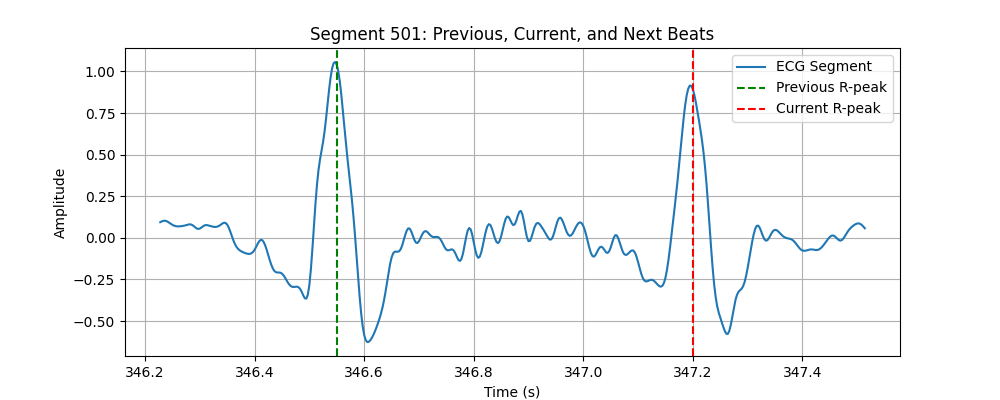 Segment 501: Previous, Current, and Next Beats
ECG Segment
Previous R-peak
Current R-peak
1.00
0.75
0.50
0.25
0.00
−0.25
−0.50
Amplitude
346.2 346.4 346.6 346.8 347.0 347.2 347.4
Time (s)